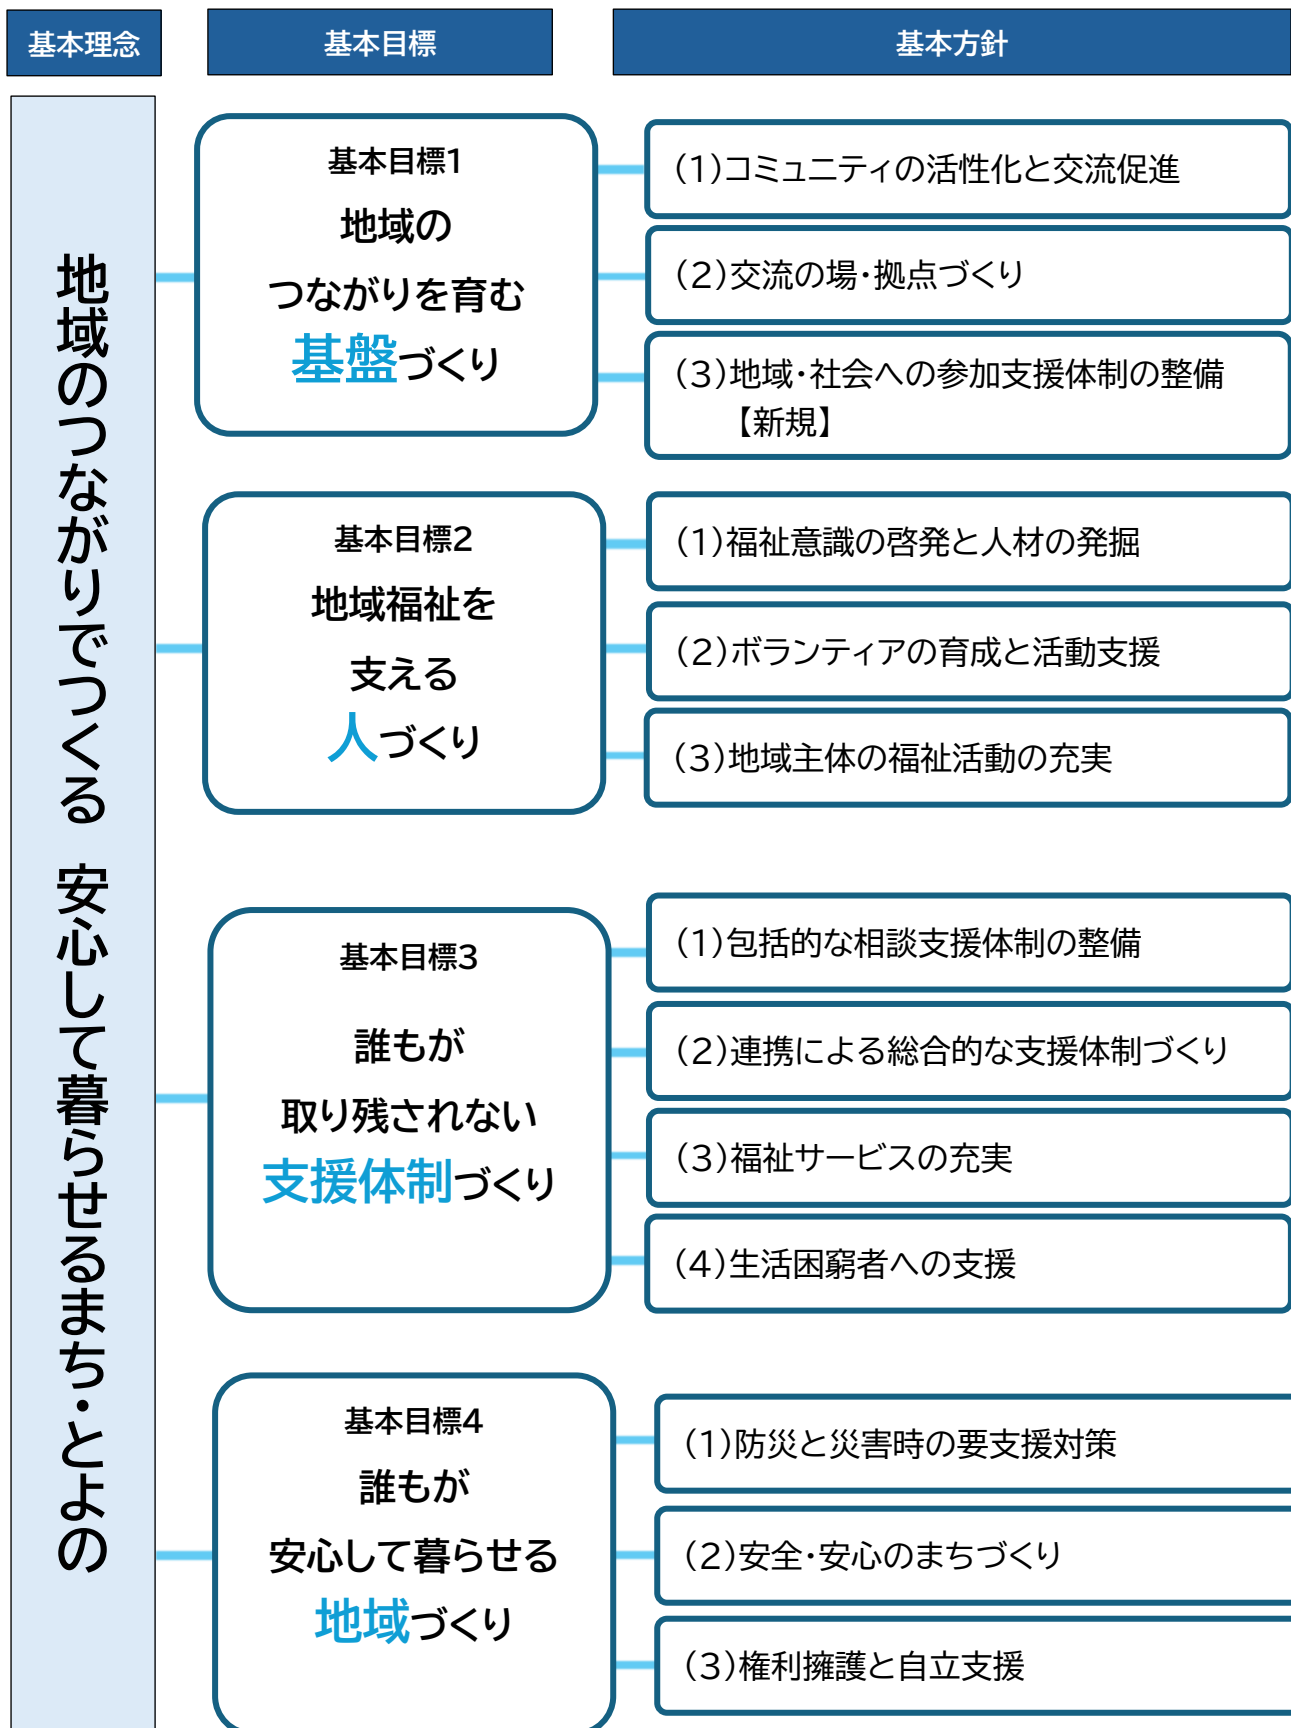 基本理念
基本目標
基本方針
地域のつながりでつくる 安心して暮らせるまち・とよの
基本目標1
地域の
つながりを育む
基盤づくり
(1)コミュニティの活性化と交流促進
(2)交流の場・拠点づくり
(3)地域・社会への参加支援体制の整備
【新規】
基本目標2
地域福祉を
支える
人づくり
(1)福祉意識の啓発と人材の発掘
(2)ボランティアの育成と活動支援
(3)地域主体の福祉活動の充実
基本目標3
誰もが
取り残されない
支援体制づくり
(1)包括的な相談支援体制の整備
(2)連携による総合的な支援体制づくり
(3)福祉サービスの充実
(4)生活困窮者への支援
基本目標4
誰もが
安心して暮らせる
地域づくり
(1)防災と災害時の要支援対策
(2)安全・安心のまちづくり
(3)権利擁護と自立支援